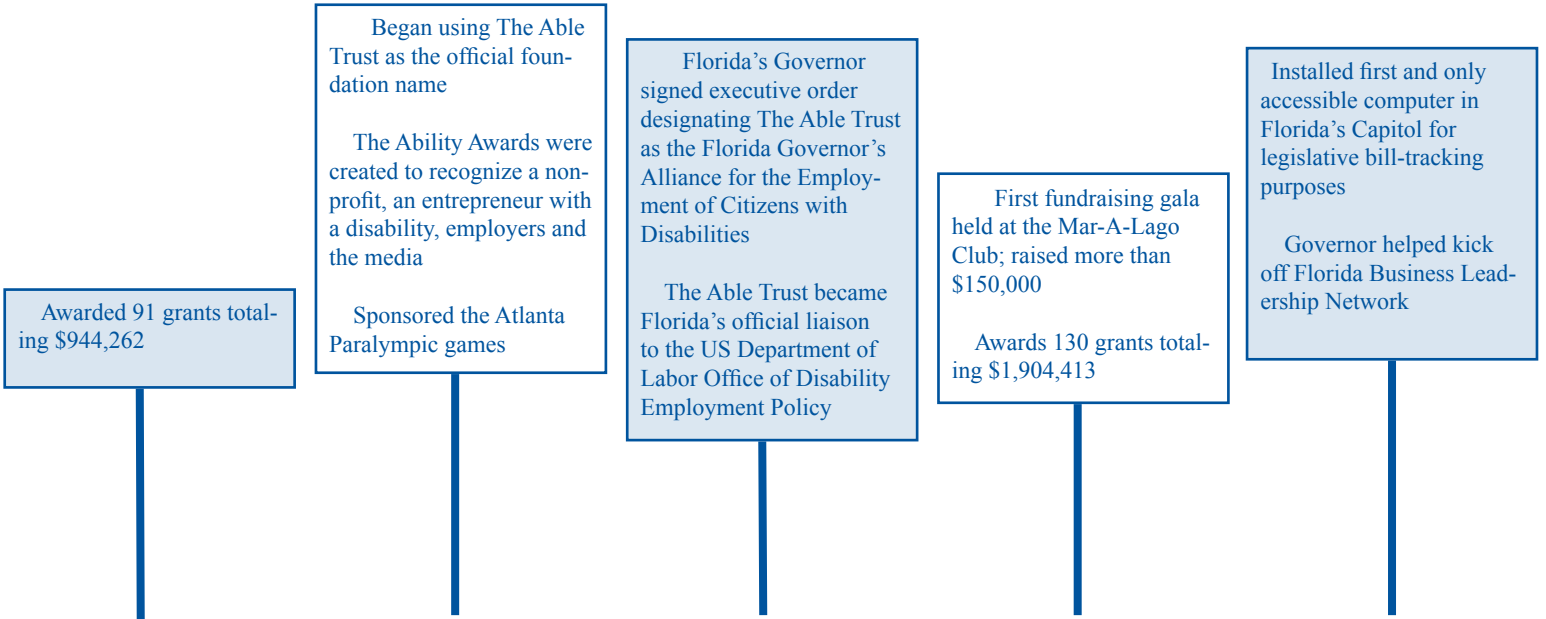 Awarded 91 grants total-
ing $944,262
Began using The Able
Trust as the official foun-
dation name
The Ability Awards were
created to recognize a non-
profit, an entrepreneur with
a disability, employers and
the media
Sponsored the Atlanta
Paralympic games
Florida’s Governor
signed executive order
designating The Able Trust
as the Florida Governor’s
Alliance for the Employ-
ment of Citizens with
Disabilities
The Able Trust became
Florida’s official liaison
to the US Department of
Labor Office of Disability
Employment Policy
First fundraising gala
held at the Mar-A-Lago
Club; raised more than
$150,000
Awards 130 grants total-
ing $1,904,413
Installed first and only
accessible computer in
Florida’s Capitol for
legislative bill-tracking
purposes
Governor helped kick
off Florida Business Lead-
ership Network